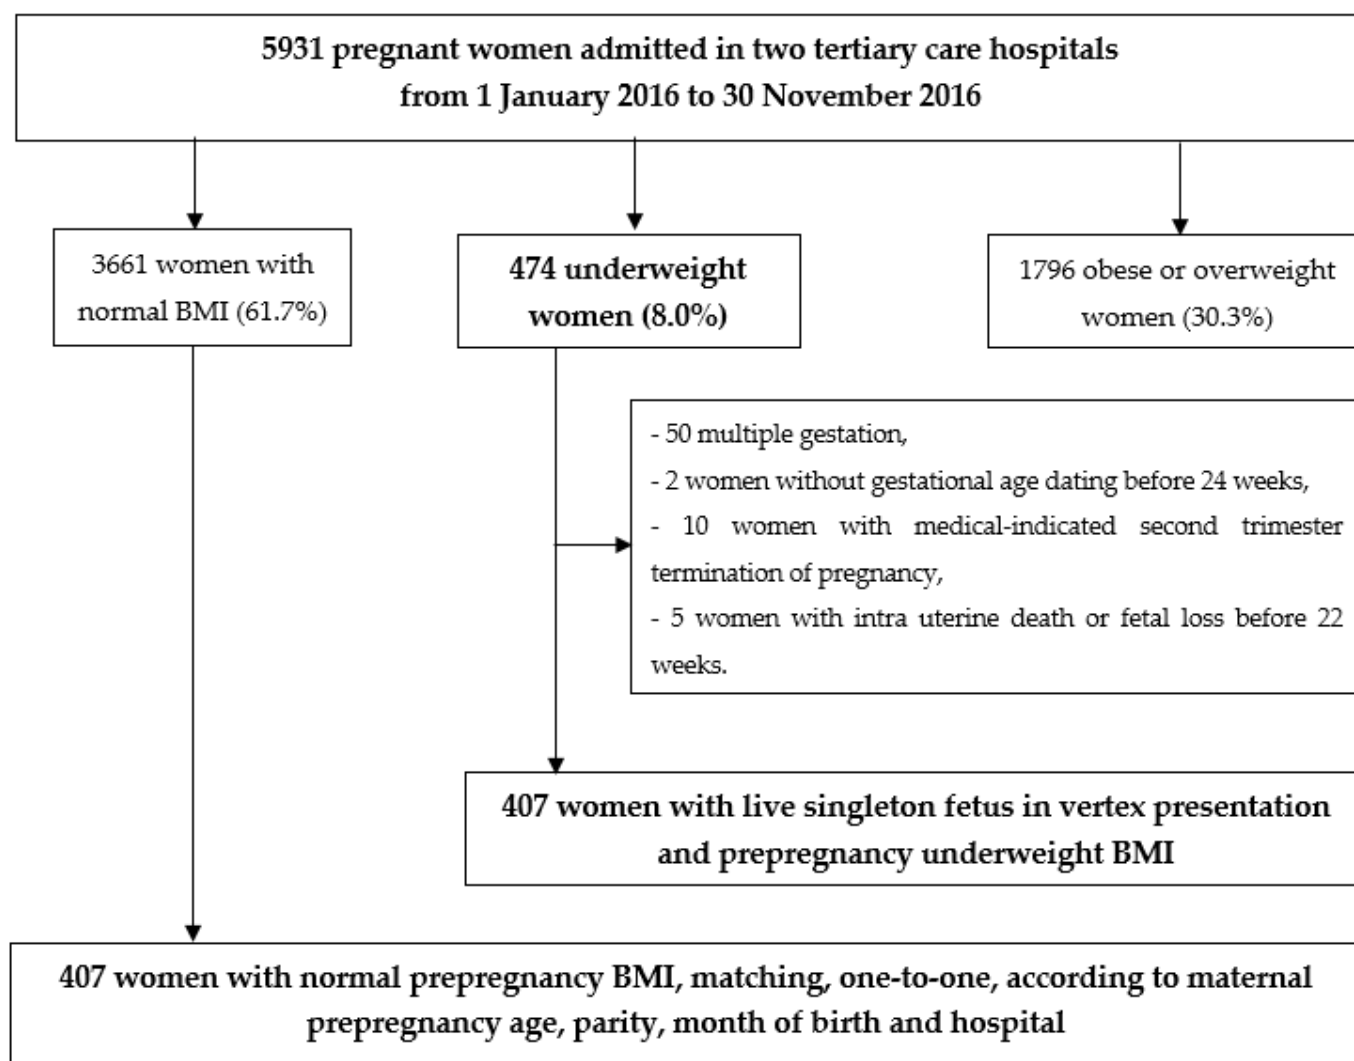 5931 pregnant women admitted in two tertiary care hospitals
from 1 January 2016 to 30 November 2016
3661 women with
normal BMI (61.7%)
474 underweight
women (8.0%)
1796 obese or overweight
women (30.3%)
- 50 multiple gestation,
- 2 women without gestational age dating before 24 weeks,
- 10 women with medical-indicated second trimester
termination of pregnancy,
- 5 women with intra uterine death or fetal loss before 22
weeks.
407 women with live singleton fetus in vertex presentation
and prepregnancy underweight BMI
407 women with normal prepregnancy BMI, matching, one-to-one, according to maternal
prepregnancy age, parity, month of birth and hospital